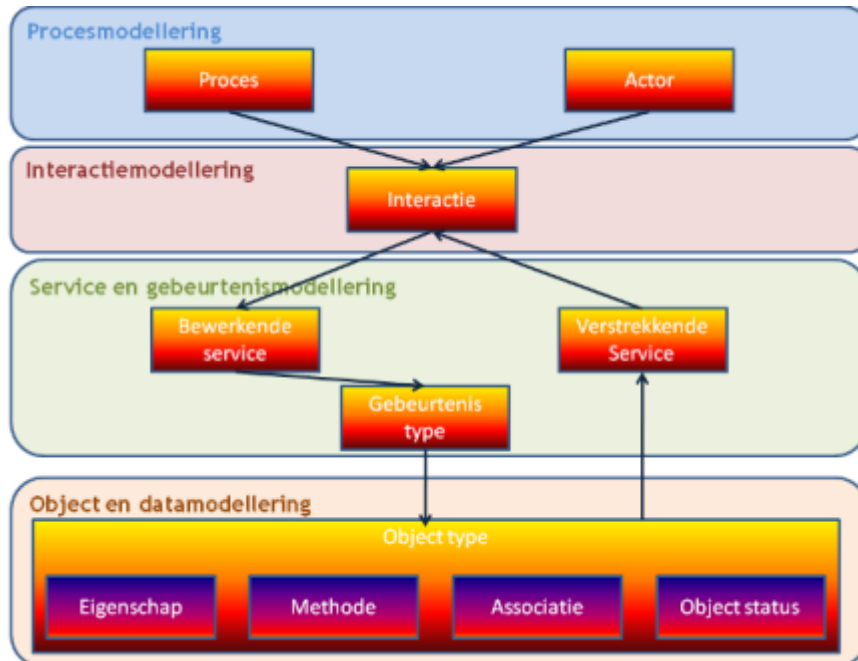 Procesmodellering
Proces
Actor
Interactiemodellering
Interactie
Service en gebeurtenismodellering
Bewerkende
service
Verstrekkende
Service
Gebeurtenis
type
Object en datamodellering
Object type
Eigenschap
Methode
Associatie
Object status